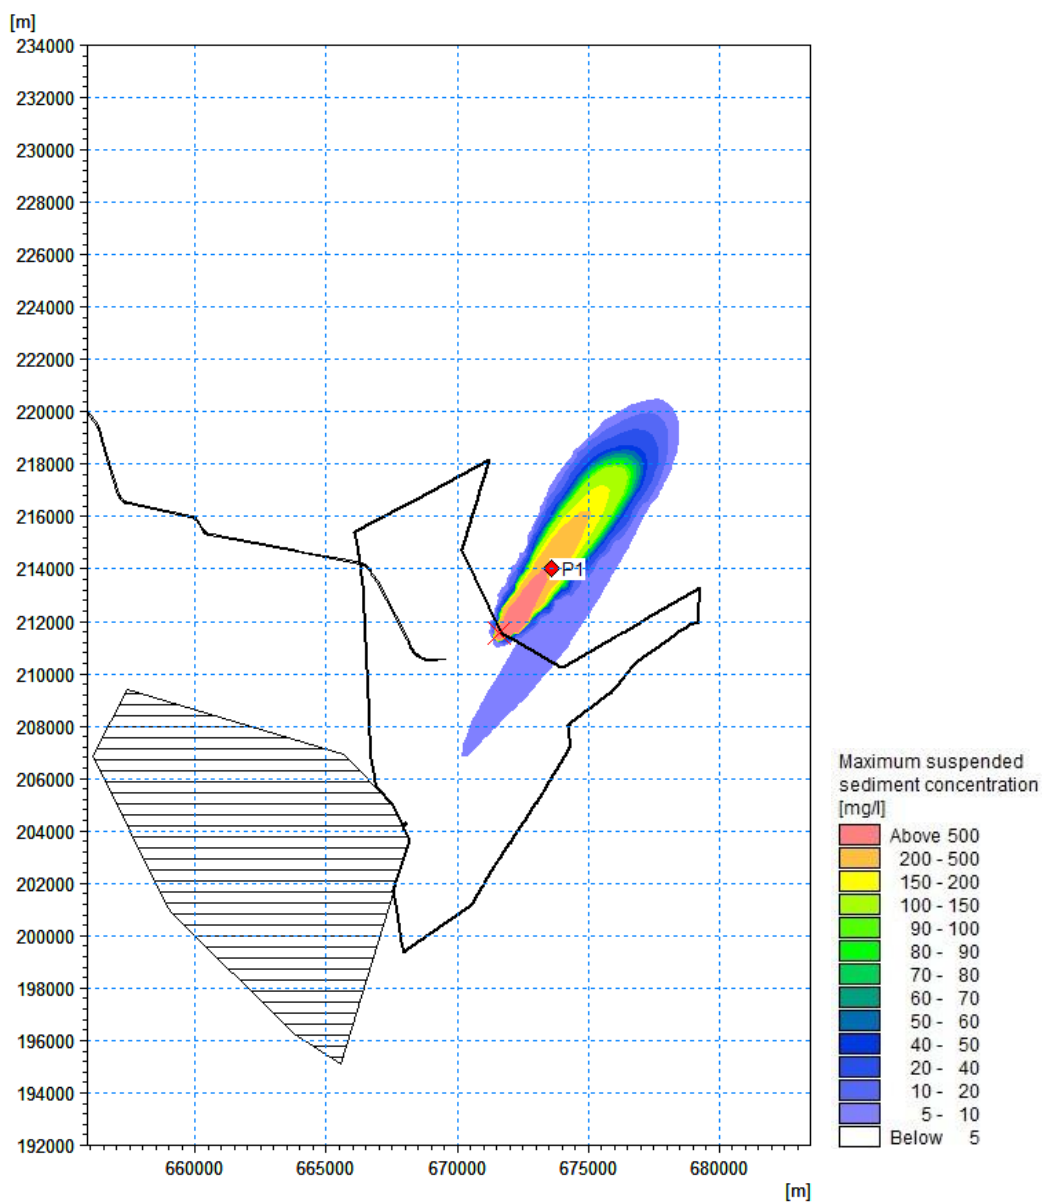 [m]
234000
232000
230000
228000
226000
224000
222000
220000
218000
216000
214000
P1
212000
210000
208000
206000
204000
202000
200000
198000
196000
194000
192000
660000 665000 670000 675000 680000
[m]
Maximum suspended
sediment concentration
[mg/l]
Above 500
200 - 500
150 - 200
100 - 150
90 - 100
80 - 90
70 - 80
60 - 70
50 - 60
40 - 50
20 - 40
10 - 20
5 - 10
Below 5